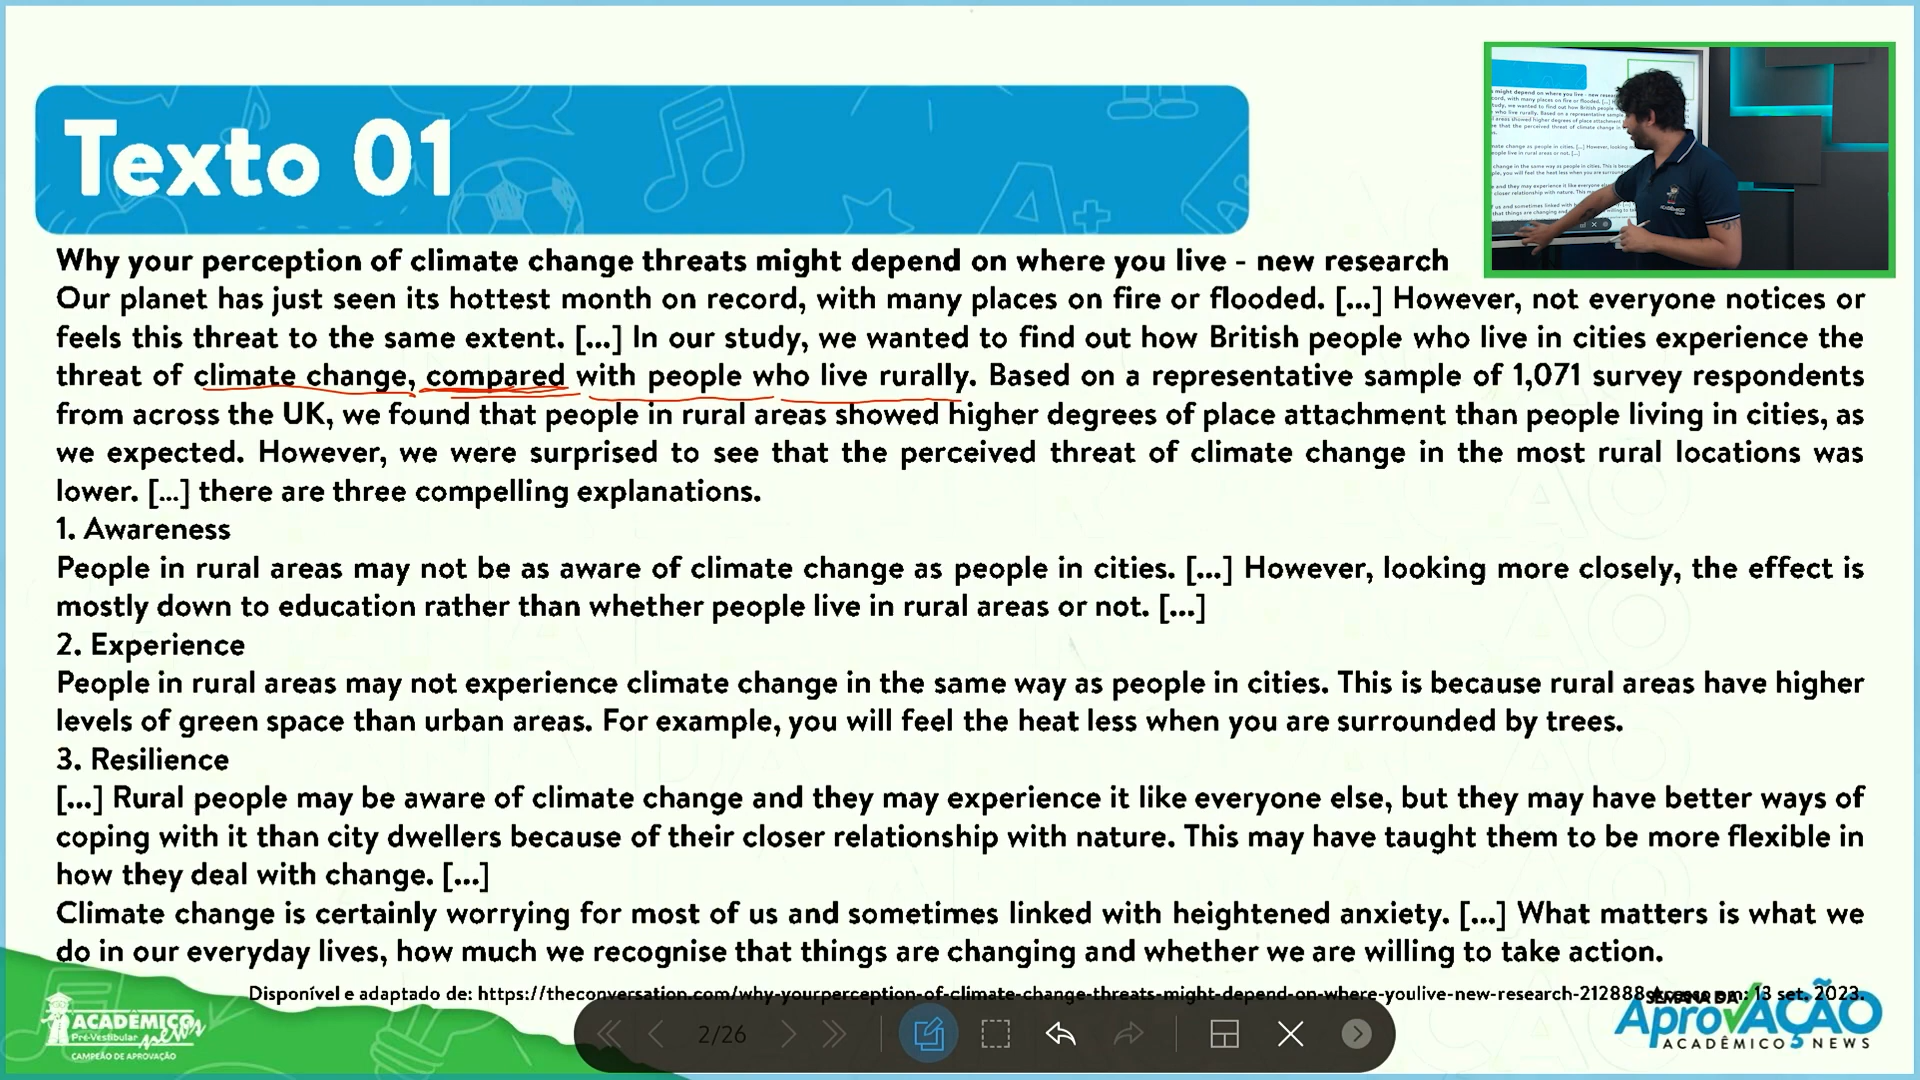 Texto 01
Why your perception of climate change threats might depend on where you live - new research
Our planet has just seen its hottest month on record, with many places on fire or flooded. [...] However, not everyone notices or
feels this threat to the same extent. [...] In our study, we wanted to find out how British people who live in cities experience the
threat of climate change, compared with people who live rurally. Based on a representative sample of 1,071 survey respondents
from across the UK, we found that people in rural areas showed higher degrees of place attachment than people living in cities, as
we expected. However, we were surprised to see that the perceived threat of climate change in the most rural locations was
lower. [...] there are three compelling explanations.
1. Awareness
People in rural areas may not be as aware of climate change as people in cities. [...] However, looking more closely, the effect is
mostly down to education rather than whether people live in rural areas or not. [...]
2. Experience
People in rural areas may not experience climate change in the same way as people in cities. This is because rural areas have higher
levels of green space than urban areas. For example, you will feel the heat less when you are surrounded by trees.
3. Resilience
[...] Rural people may be aware of climate change and they may experience it like everyone else, but they may have better ways of
coping with it than city dwellers because of their closer relationship with nature. This may have taught them to be more flexible in
how they deal with change. [...]
Climate change is certainly worrying for most of us and sometimes linked with heightened anxiety. [...] What matters is what we
do in our everyday lives, how much we recognise that things are changing and whether we are willing to take action.
Disponível e adaptado de: https://theconversation.com/why-yourperception-of-climate-change-threats-might-depend-on-where-youlive-new-research-212888 Acesso em: 13 set. 2023.
ACADÊMICO
Pré-Vestibular news
CAMPEÃO DE APROVAÇÃO
2/26
SEMANA DA
AprovAÇÃO
ACADÊMICO NEWS